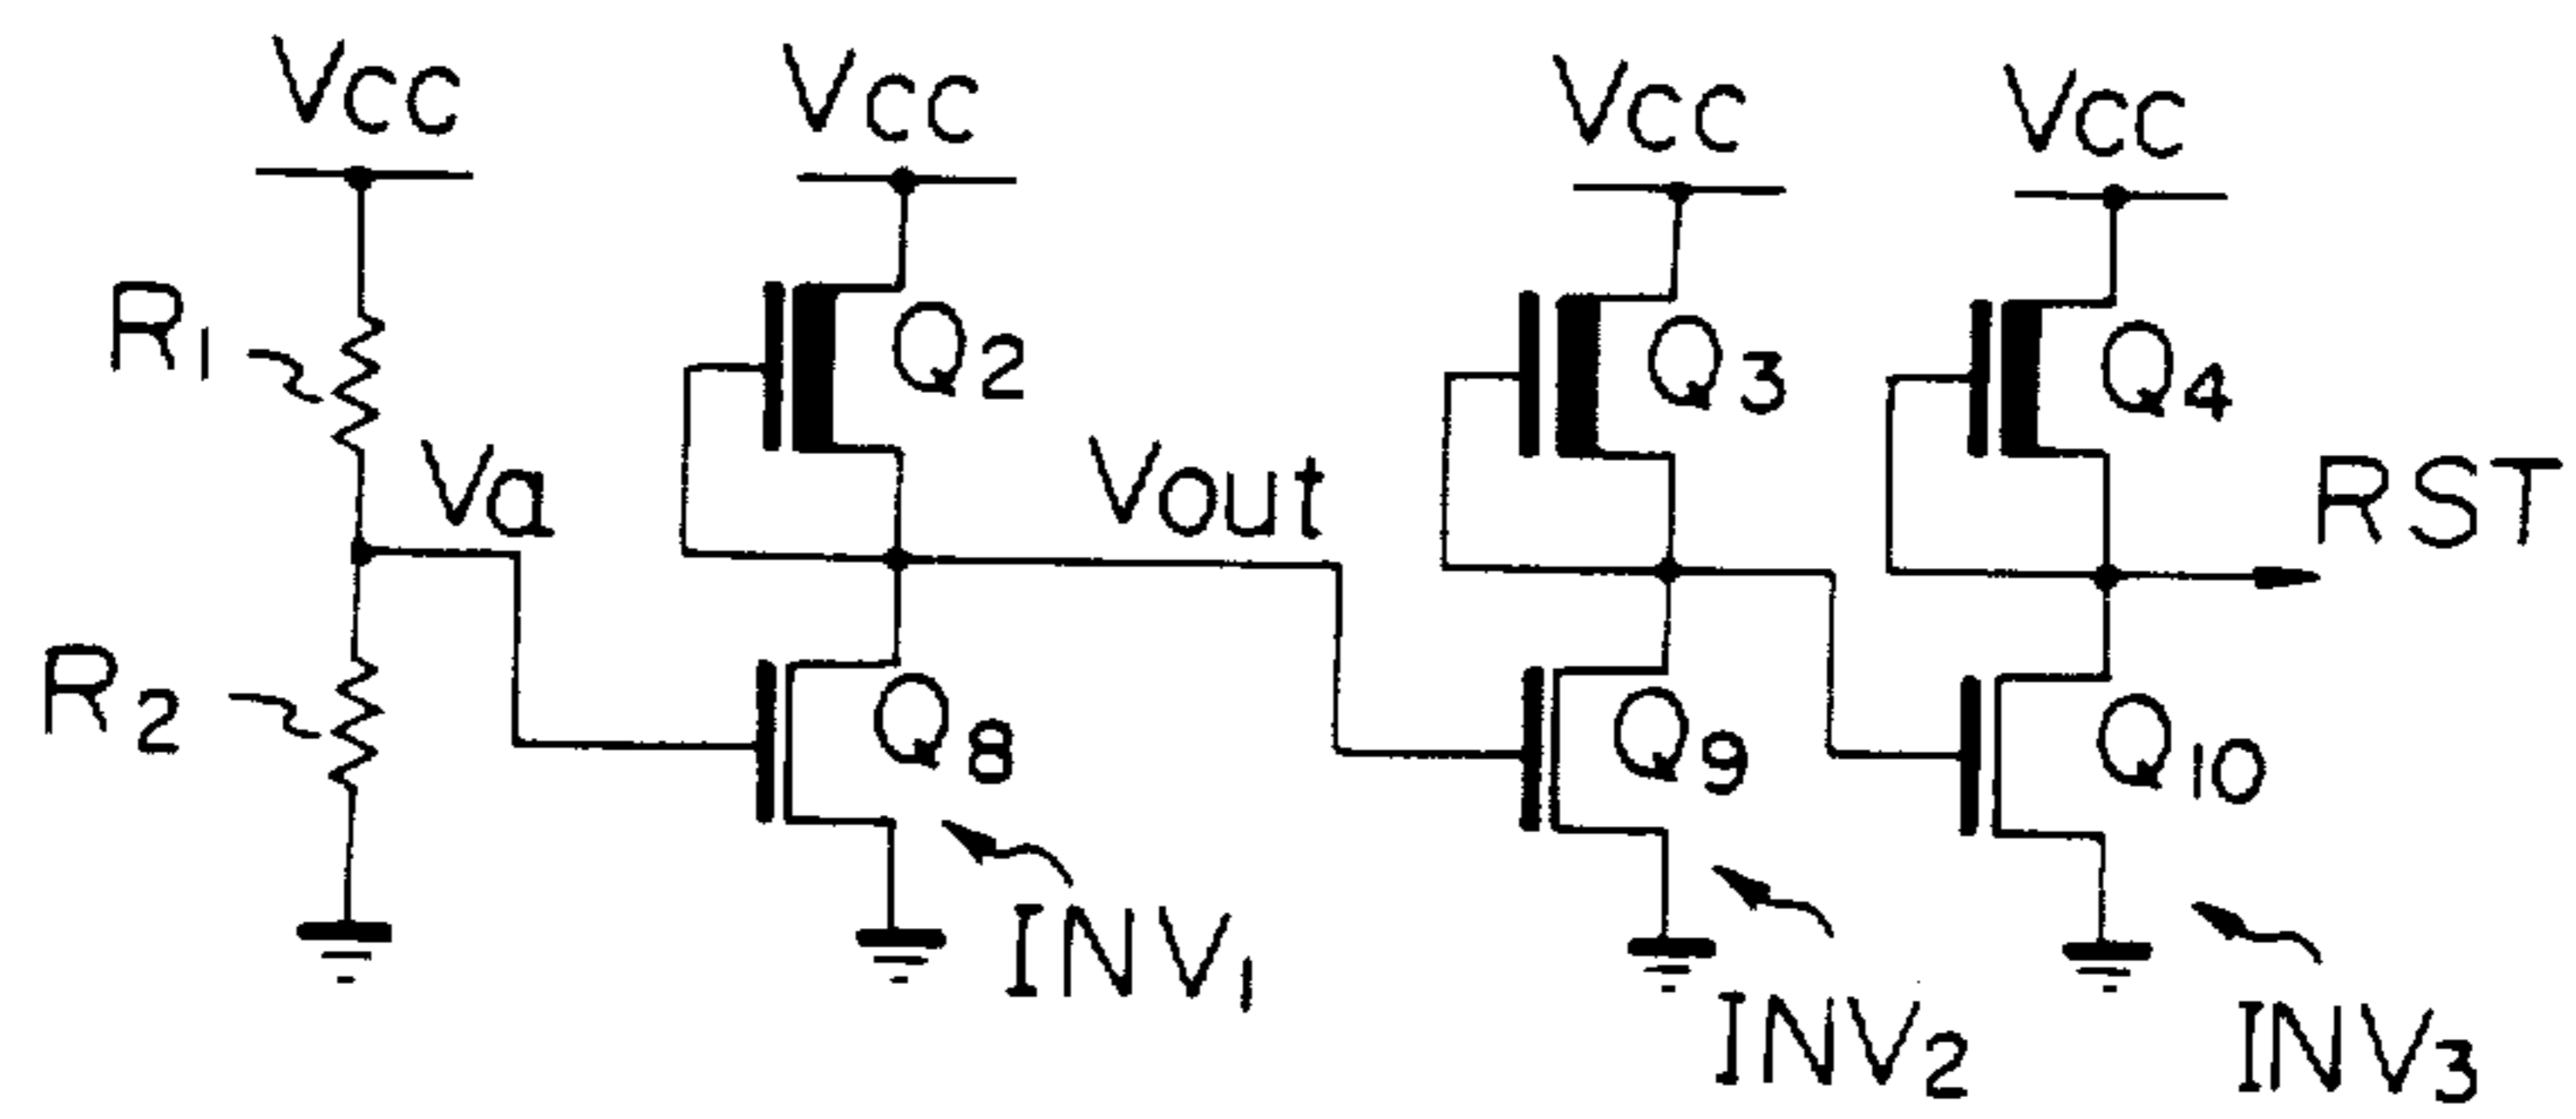 Vcc Vcc Vcc Vcc
R1 Q2 Q3 Q4
Va Vout RST
R2 Q8 Q9 Q10
INV1
INV2 INV3